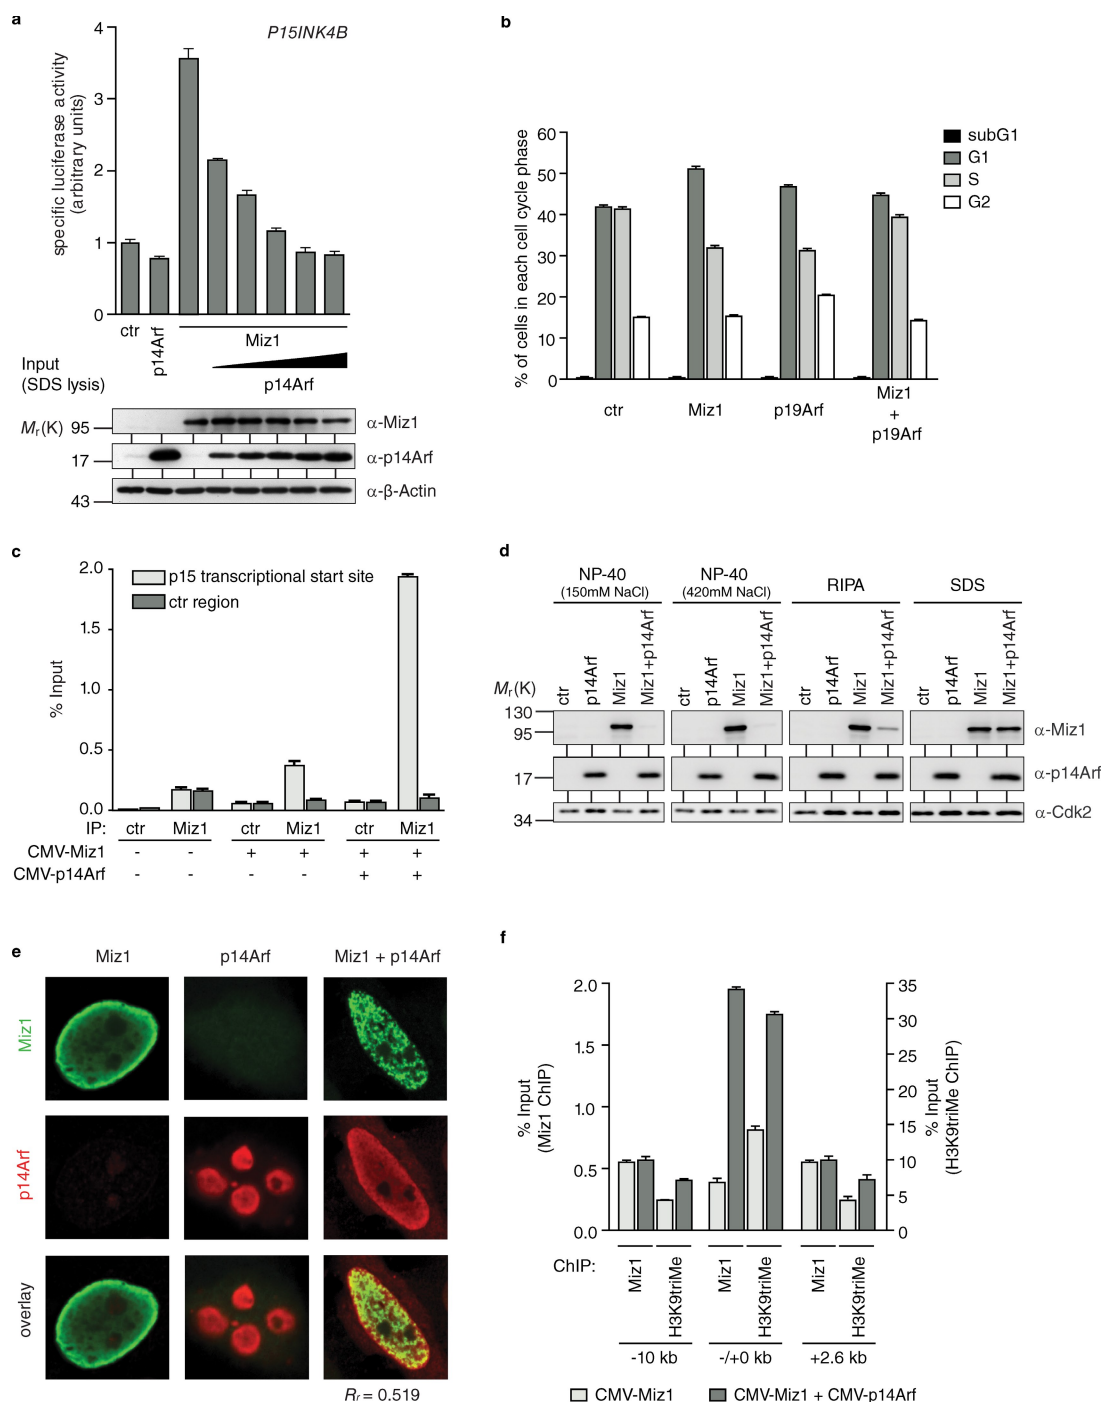 a
P15INK4B
specific luciferase activity
(arbitrary units)
4
3
2
1
0
ctr
p14Arf
Miz1
Input
(SDS lysis)
p14Arf
Mr(K)
95
α-Miz1
17
α-p14Arf
43
α-β-Actin
b
% of cells in each cell cycle phase
60
50
40
30
20
10
0
subG1
G1
S
G2
ctr
Miz1
p19Arf
Miz1
+
p19Arf
c
% Input
2.0
1.5
1.0
0.5
0.0
p15 transcriptional start site
ctr region
IP: ctr Miz1 ctr Miz1 ctr Miz1
CMV-Miz1 - - + + + +
CMV-p14Arf - - - - + +
d
NP-40 NP-40 RIPA SDS
(150mM NaCl) (420mM NaCl)
ctr p14Arf Miz1 Miz1+p14Arf ctr p14Arf Miz1 Miz1+p14Arf ctr p14Arf Miz1 Miz1+p14Arf ctr p14Arf Miz1 Miz1+p14Arf
Mr(K)
130
95
α-Miz1
17
α-p14Arf
34
α-Cdk2
e
Miz1 p14Arf Miz1 + p14Arf
Miz1
p14Arf
overlay
Rr = 0.519
f
% Input
(Miz1 ChIP)
2.0
1.5
1.0
0.5
0.0
35
30
25
20
15
10
5
0
% Input
(H3K9triMe ChIP)
ChIP: Miz1 H3K9triMe Miz1 H3K9triMe Miz1 H3K9triMe
-10 kb -/+0 kb +2.6 kb
CMV-Miz1 CMV-Miz1 + CMV-p14Arf